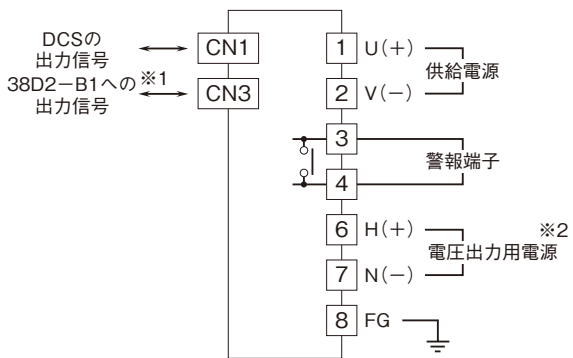 DCSの
出力信号
CN1
38D2－B1への※1
出力信号
CN3
1 U(+)
供給電源
2 V(－)
3
警報端子
4
6 H(+)
電圧出力用電源 ※2
7 N(－)
8 FG